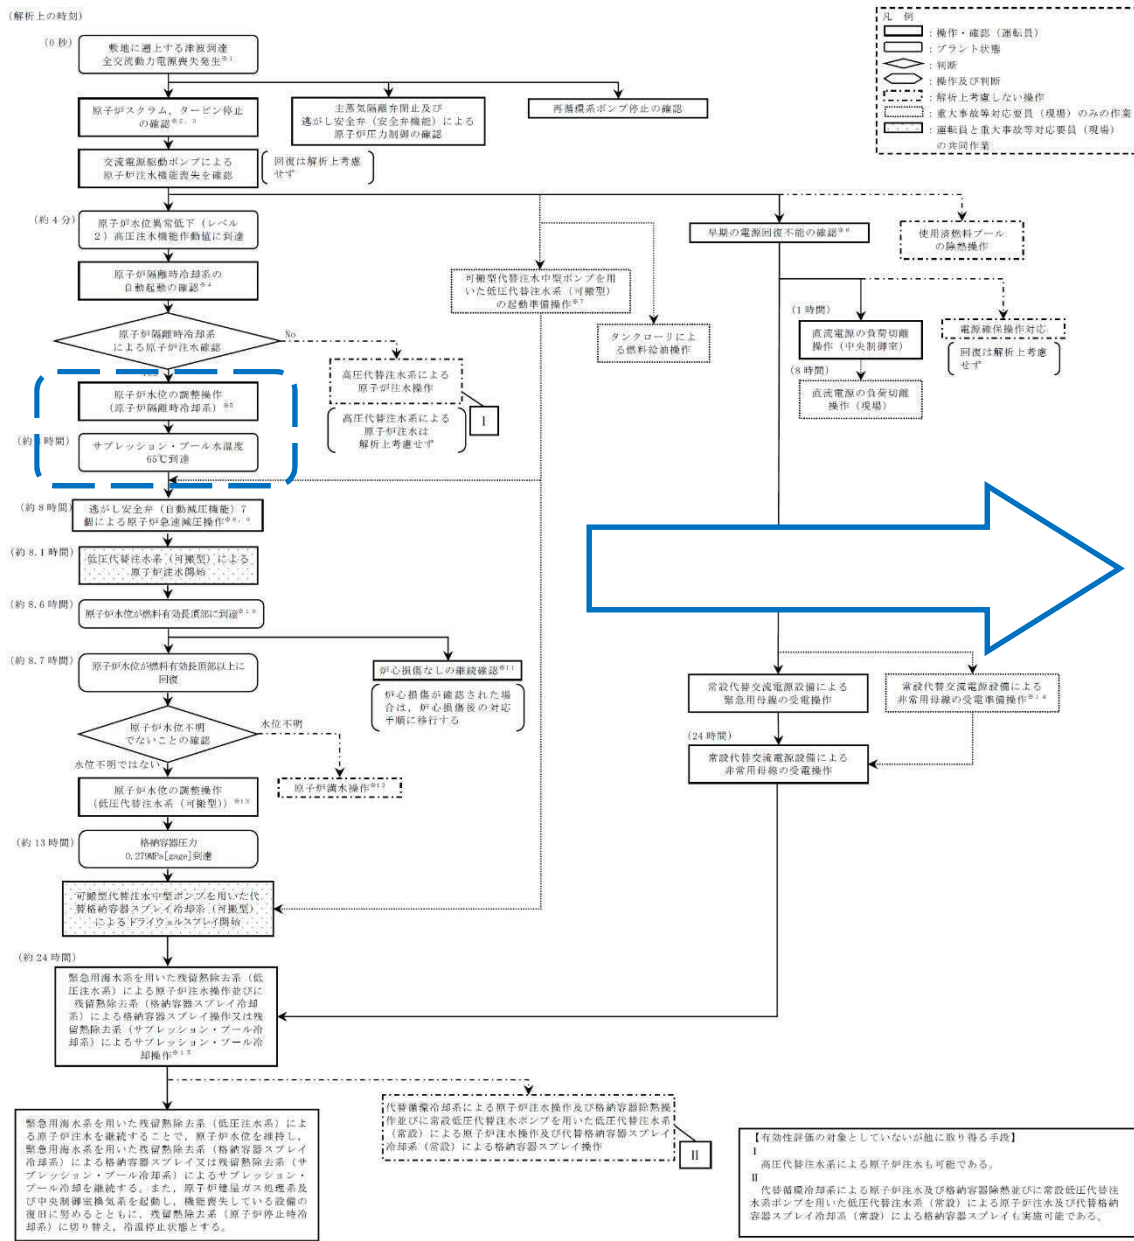 (解析上の時刻)
(0 秒)
敷地に遡上する津波到達
全交流動力電源喪失発生※1
原子炉スクラム，タービン停止
の確認※2，3
主蒸気隔離弁閉止及び
逃がし安全弁（安全弁機能）による
原子炉圧力制御の確認
再循環系ポンプ停止の確認
交流電源駆動ポンプによる
原子炉注水機能喪失を確認
回復は解析上考慮
せず
凡 例
：操作・確認（運転員）
：プラント状態
：判断
：操作及び判断
：解析上考慮しない操作
：重大事故等対応要員（現場）のみの作業
：運転員と重大事故等対応要員（現場）
の共同作業
(約 4 分)
原子炉水位異常低下（レベル
2）高圧注水機能作動値に到達
早期の電源回復不能の確認※6
使用済燃料プール
の除熱操作
原子炉隔離時冷却系の
自動起動の確認※4
可搬型代替注水中型ポンプを用
いた低圧代替注水系（可搬型）
の起動準備操作※7
タンクローリによ
る燃料給油操作
(1 時間)
直流電源の負荷切離
操作（中央制御室）
電源確保操作対応
回復は解析上考慮
せず
(8 時間)
直流電源の負荷切離
操作（現場）
原子炉隔離時冷却系
による原子炉注水確認
No
高圧代替注水系による
原子炉注水操作
I
高圧代替注水系による
原子炉注水は
解析上考慮せず
原子炉水位の調整操作
（原子炉隔離時冷却系）※5
サプレッション・プール水温度
65℃到達
(約 8 時間)
逃がし安全弁（自動減圧機能）7
個による原子炉急速減圧操作※8，9
(約 8.1 時間)
低圧代替注水系（可搬型）による
原子炉注水開始
(約 8.6 時間)
原子炉水位が燃料有効長頂部に到達※10
(約 8.7 時間)
原子炉水位が燃料有効長頂部以上に
回復
炉心損傷なしの継続確認※11
炉心損傷が確認された場
合は，炉心損傷後の対応
手順に移行する
原子炉水位不明
でないことの確認
水位不明
水位不明ではない
原子炉満水操作※12
原子炉水位の調整操作
（低圧代替注水系（可搬型））※13
常設代替交流電源設備による
緊急用母線の受電操作
常設代替交流電源設備による
非常用母線の受電準備操作※14
(24 時間)
常設代替交流電源設備による
非常用母線の受電操作
(約 13 時間)
格納容器圧力
0.279MPa[gage]到達
可搬型代替注水中型ポンプを用いた代
替格納容器スプレイ冷却系（可搬型）
によるドライウェルスプレイ開始
(約 24 時間)
緊急用海水系を用いた残留熱除去系（低
圧注水系）による原子炉注水操作並びに
残留熱除去系（格納容器スプレイ冷却
系）による格納容器スプレイ操作又は残
留熱除去系（サプレッション・プール冷
却系）によるサプレッション・プール冷
却操作※15
代替循環冷却系による原子炉注水操作及び格納容器除熱操
作並びに常設低圧代替注水ポンプを用いた低圧代替注水系
（常設）による原子炉注水操作及び代替格納容器スプレイ
冷却系（常設）による格納容器スプレイ操作
II
緊急用海水系を用いた残留熱除去系（低圧注水系）によ
る原子炉注水を継続することで，原子炉水位を維持し，
緊急用海水系を用いた残留熱除去系（格納容器スプレイ
冷却系）による格納容器スプレイ又は残留熱除去系（サ
プレッション・プール冷却系）によるサプレッション・
プール冷却を継続する。また，原子炉建屋ガス処理系及
び中央制御室換気系を起動し，機能喪失している設備の
復旧に努めるとともに，残留熱除去系（原子炉停止時冷
却系）に切り替え，冷温停止状態とする。
【有効性評価の対象としていないが他に取り得る手段】
I
高圧代替注水系による原子炉注水も可能である。
II
代替循環冷却系による原子炉注水及び格納容器除熱並びに常設低圧代替注
水系ポンプを用いた低圧代替注水系（常設）による原子炉注水及び代替格納
容器スプレイ冷却系（常設）による格納容器スプレイも実施可能である。